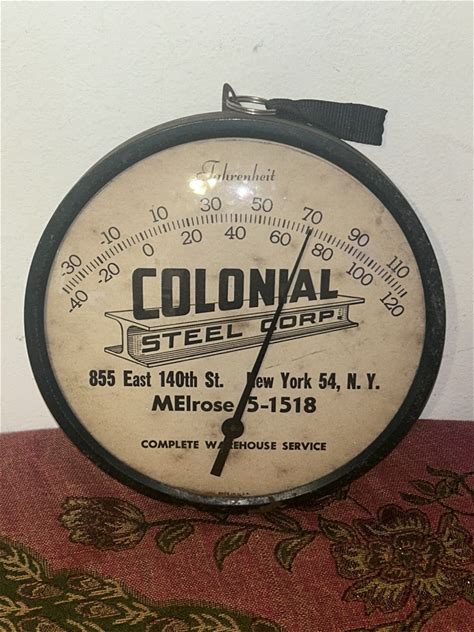 Fahrenheit
-30 -10 10 30 50 70 90 110
-40 -20 0 20 40 60 80 100 120
COLONIAL
STEEL CORP.
855 East 140th St. New York 54, N. Y.
MElrose 5-1518
COMPLETE WAREHOUSE SERVICE